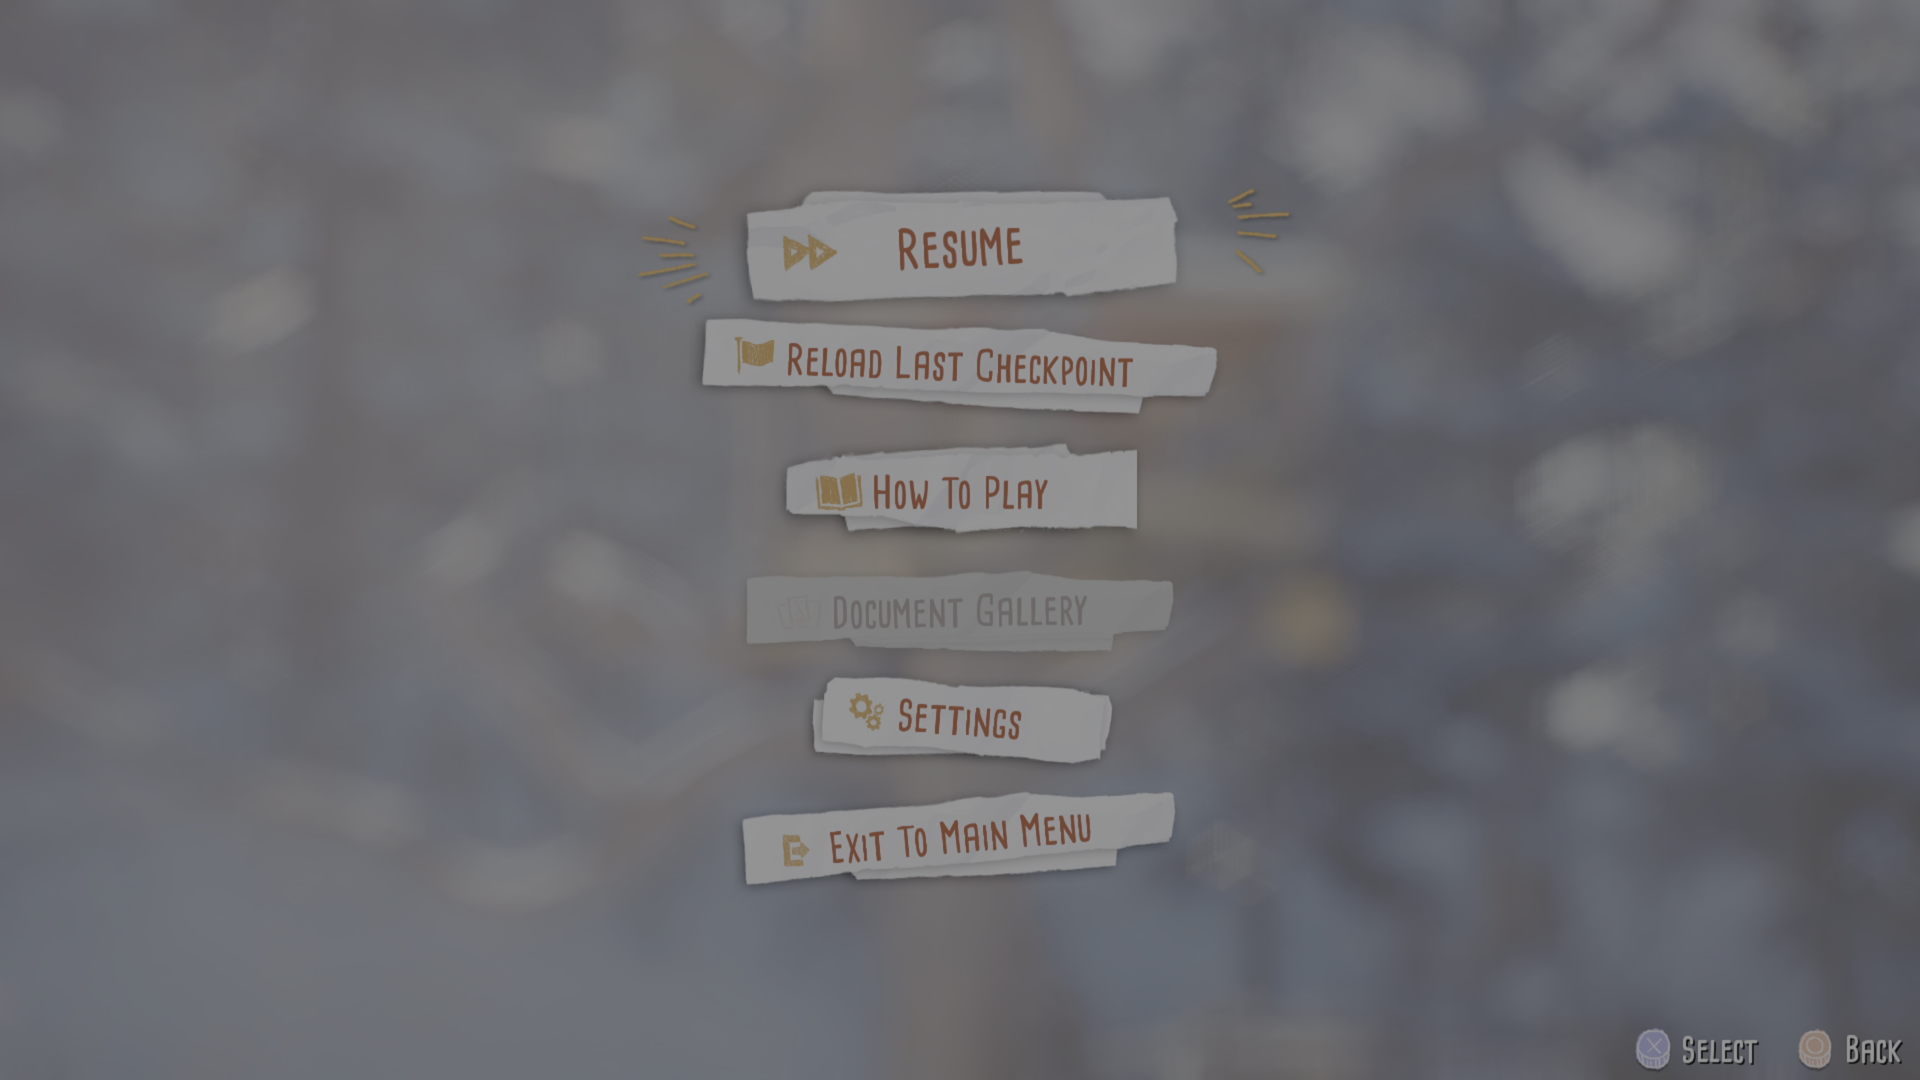 Resume
Reload Last Checkpoint
How To Play
Document Gallery
Settings
Exit To Main Menu
Select
Back